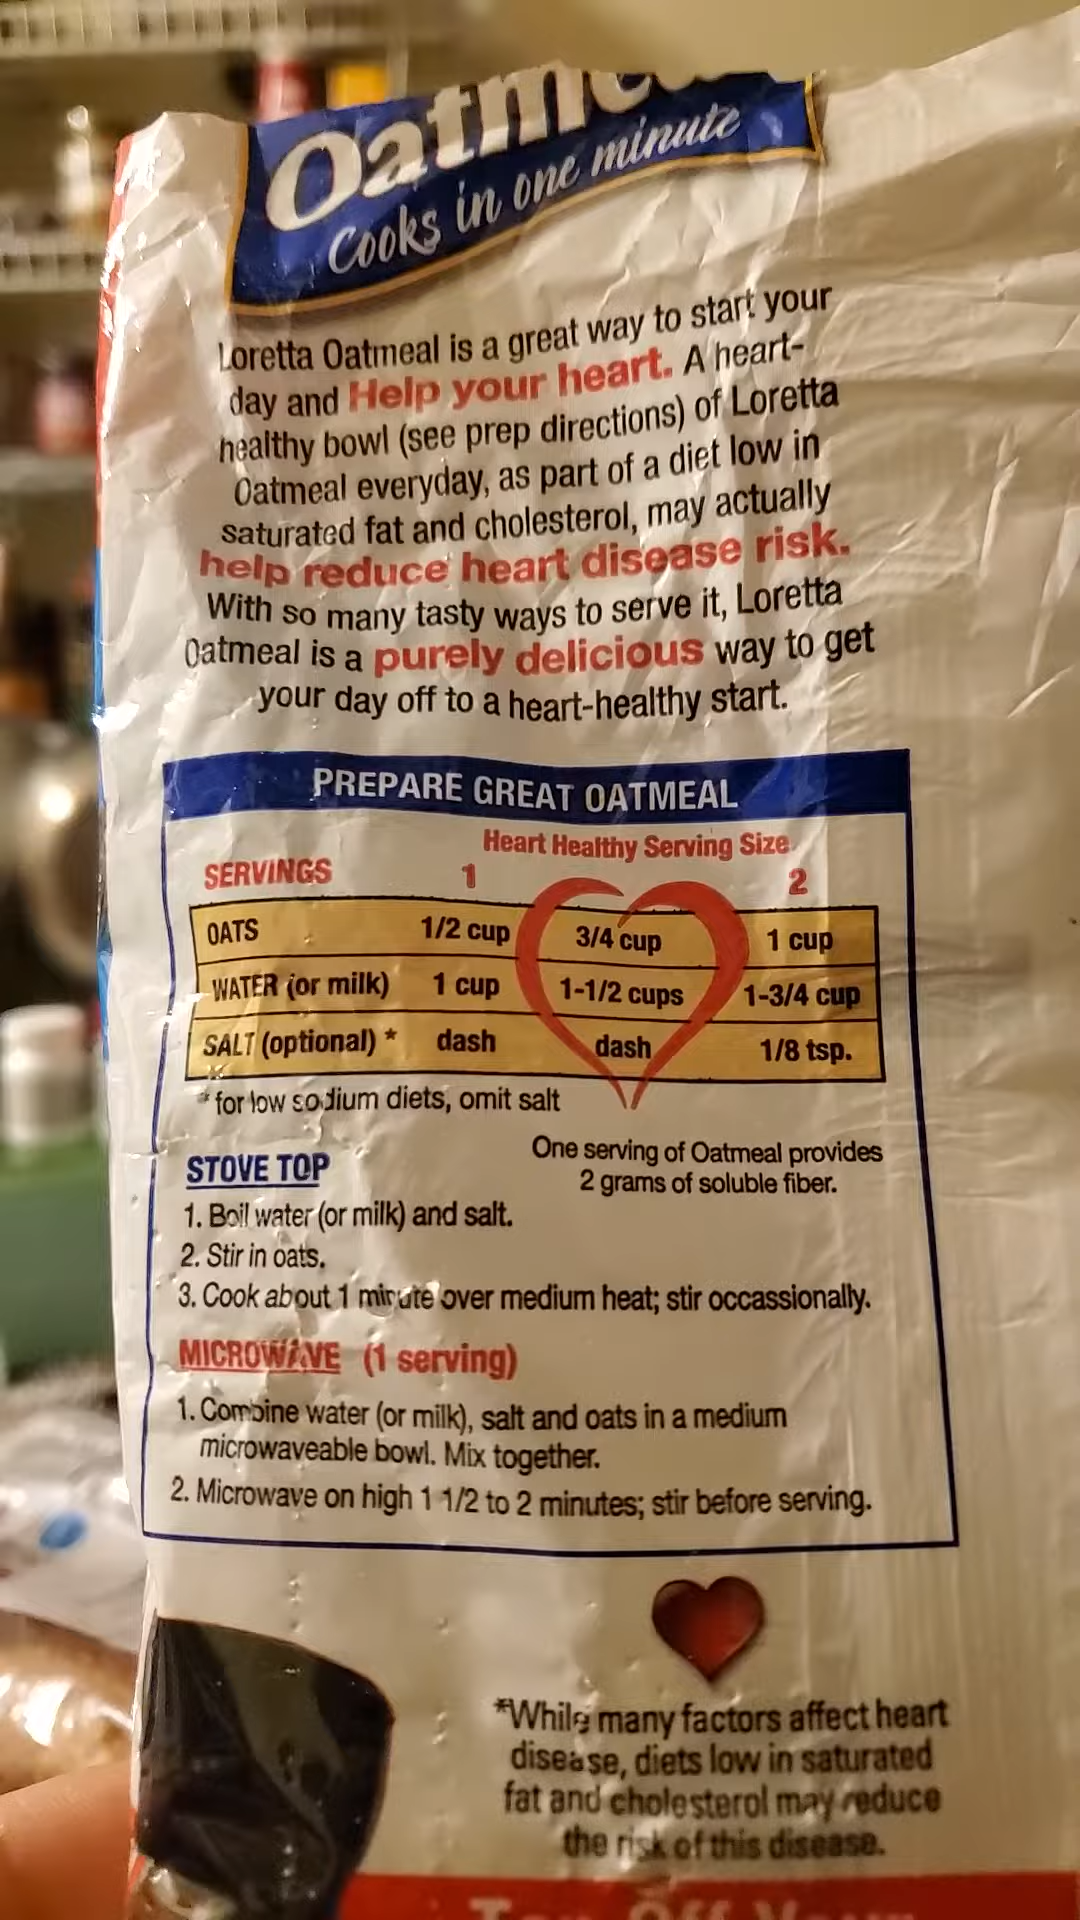 Cooks in one minute
Loretta Oatmeal is a great way to start your
day and Help your heart. A heart-
healthy bowl (see prep directions) of Loretta
Oatmeal everyday, as part of a diet low in
saturated fat and cholesterol, may actually
help reduce heart disease risk.
With so many tasty ways to serve it, Loretta
Oatmeal is a purely delicious way to get
your day off to a heart-healthy start.
PREPARE GREAT OATMEAL
Heart Healthy Serving Size
SERVINGS 1 2
OATS 1/2 cup 3/4 cup 1 cup
WATER (or milk) 1 cup 1-1/2 cups 1-3/4 cup
SALT (optional) * dash dash 1/8 tsp.
* for low sodium diets, omit salt
One serving of Oatmeal provides
2 grams of soluble fiber.
STOVE TOP
1. Boil water (or milk) and salt.
2. Stir in oats.
3. Cook about 1 minute over medium heat; stir occassionally.
MICROWAVE (1 serving)
1. Combine water (or milk), salt and oats in a medium
microwaveable bowl. Mix together.
2. Microwave on high 1 1/2 to 2 minutes; stir before serving.
*While many factors affect heart
disease, diets low in saturated
fat and cholesterol may reduce
the risk of this disease.